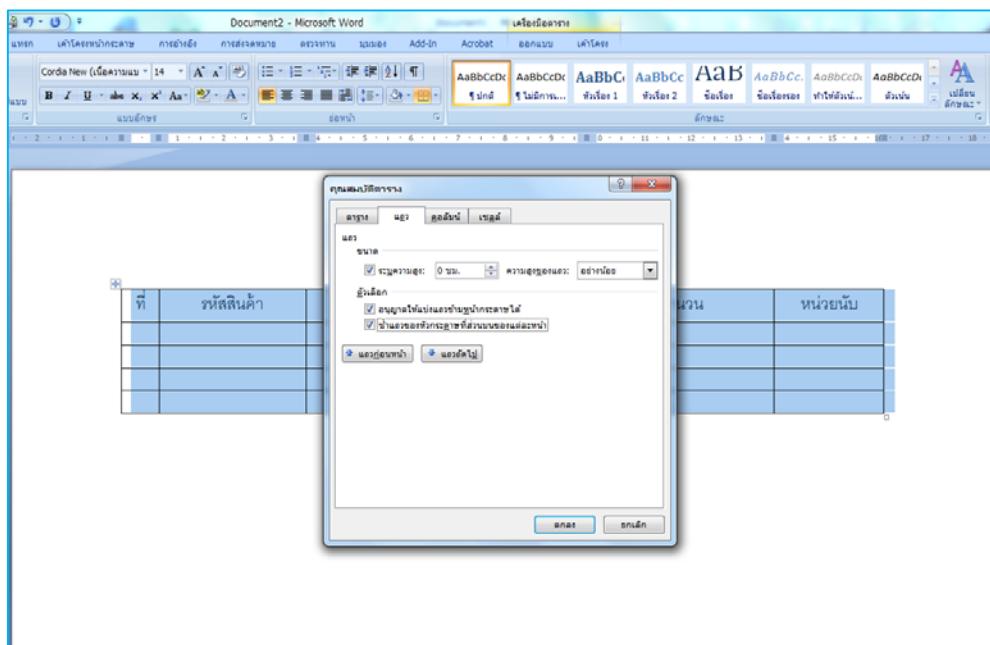 Document2 - Microsoft Word
เครื่องมือตาราง
แทรก เค้าโครงหน้ากระดาษ การอ้างอิง การส่งจดหมาย ตรวจทาน มุมมอง Add-In Acrobat ออกแบบ เค้าโครง
Cordia New (เนื้อความแบบ 14
AaBbCcDc AaBbCcDc AaBbC AaBbCc AaB AaBbCc. AaBbCcDc AaBbCcDc
¶ ปกติ ¶ ไม่มีการเ... หัวเรื่อง 1 หัวเรื่อง 2 ชื่อเรื่อง ชื่อเรื่องรอง ทำให้ตัวเน้... ตัวเน้น เปลี่ยนลักษณะ
แบบอักษร ย่อหน้า ลักษณะ
คุณสมบัติตาราง
ตาราง แถว คอลัมน์ เซลล์
แถว
ขนาด
ระบุความสูง: 0 ซม. ความสูงของแถว: อย่างน้อย
ตัวเลือก
อนุญาตให้แบ่งแถวข้ามหน้ากระดาษได้
ซ้ำแถวของหัวกระดาษที่ส่วนบนของแต่ละหน้า
แถวก่อนหน้า แถวถัดไป
ตกลง ยกเลิก
ที่ รหัสสินค้า หน่วยนับ